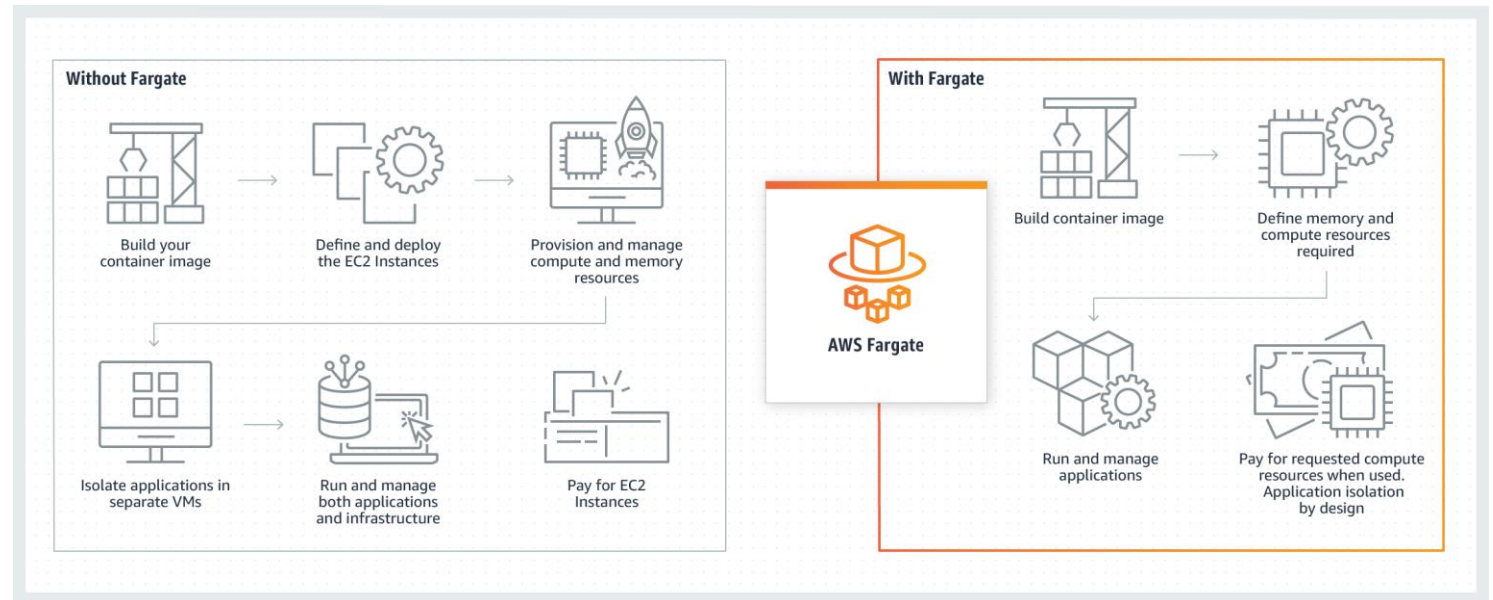 Without Fargate
Build your
container image
Define and deploy
the EC2 Instances
Provision and manage
compute and memory
resources
Isolate applications in
separate VMs
Run and manage
both applications
and infrastructure
Pay for EC2
Instances
AWS Fargate
With Fargate
Build container image
Define memory and
compute resources
required
Run and manage
applications
Pay for requested compute
resources when used.
Application isolation
by design